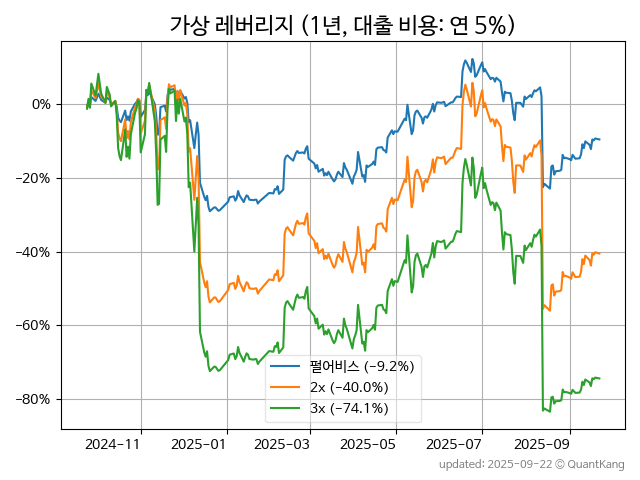 가상 레버리지 (1년, 대출 비용: 연 5%)
0%
−20%
−40%
−60%
−80%
펄어비스 (−9.2%)
2x (−40.0%)
3x (−74.1%)
2024-11
2025-01
2025-03
2025-05
2025-07
2025-09
updated: 2025-09-22 © QuantKang